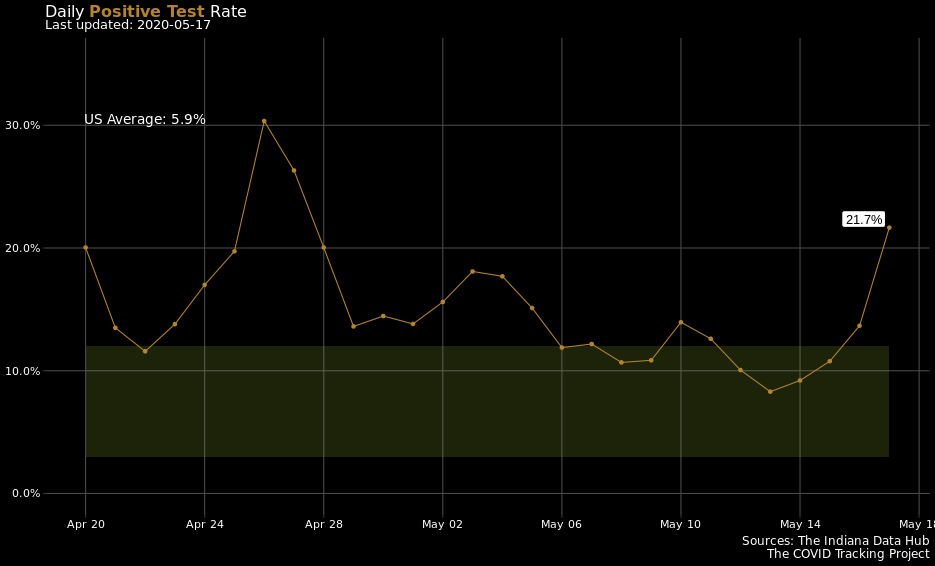 Daily Positive Test Rate
Last updated: 2020-05-17
US Average: 5.9%
30.0%
21.7%
20.0%
10.0%
0.0%
Apr 20 Apr 24 Apr 28 May 02 May 06 May 10 May 14 May 18
Sources: The Indiana Data Hub
The COVID Tracking Project